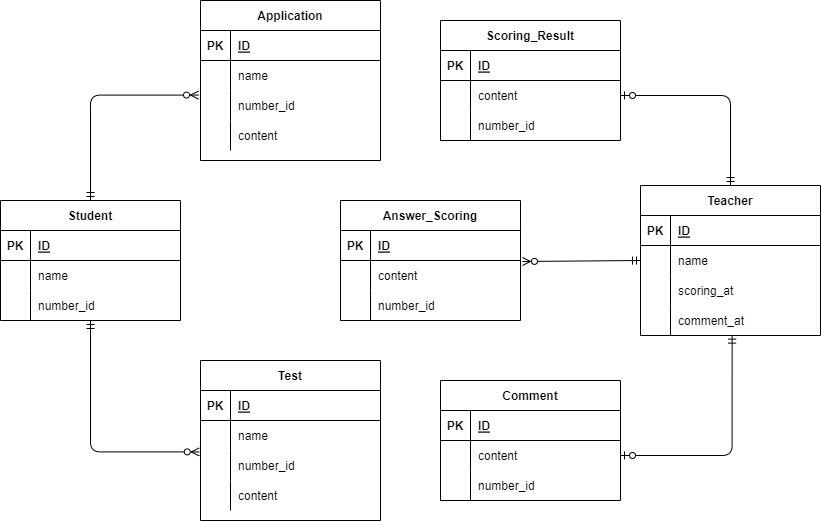 Application
PK ID
name
number_id
content
Scoring_Result
PK ID
content
number_id
Student
PK ID
name
number_id
Answer_Scoring
PK ID
content
number_id
Teacher
PK ID
name
scoring_at
comment_at
Test
PK ID
name
number_id
content
Comment
PK ID
content
number_id